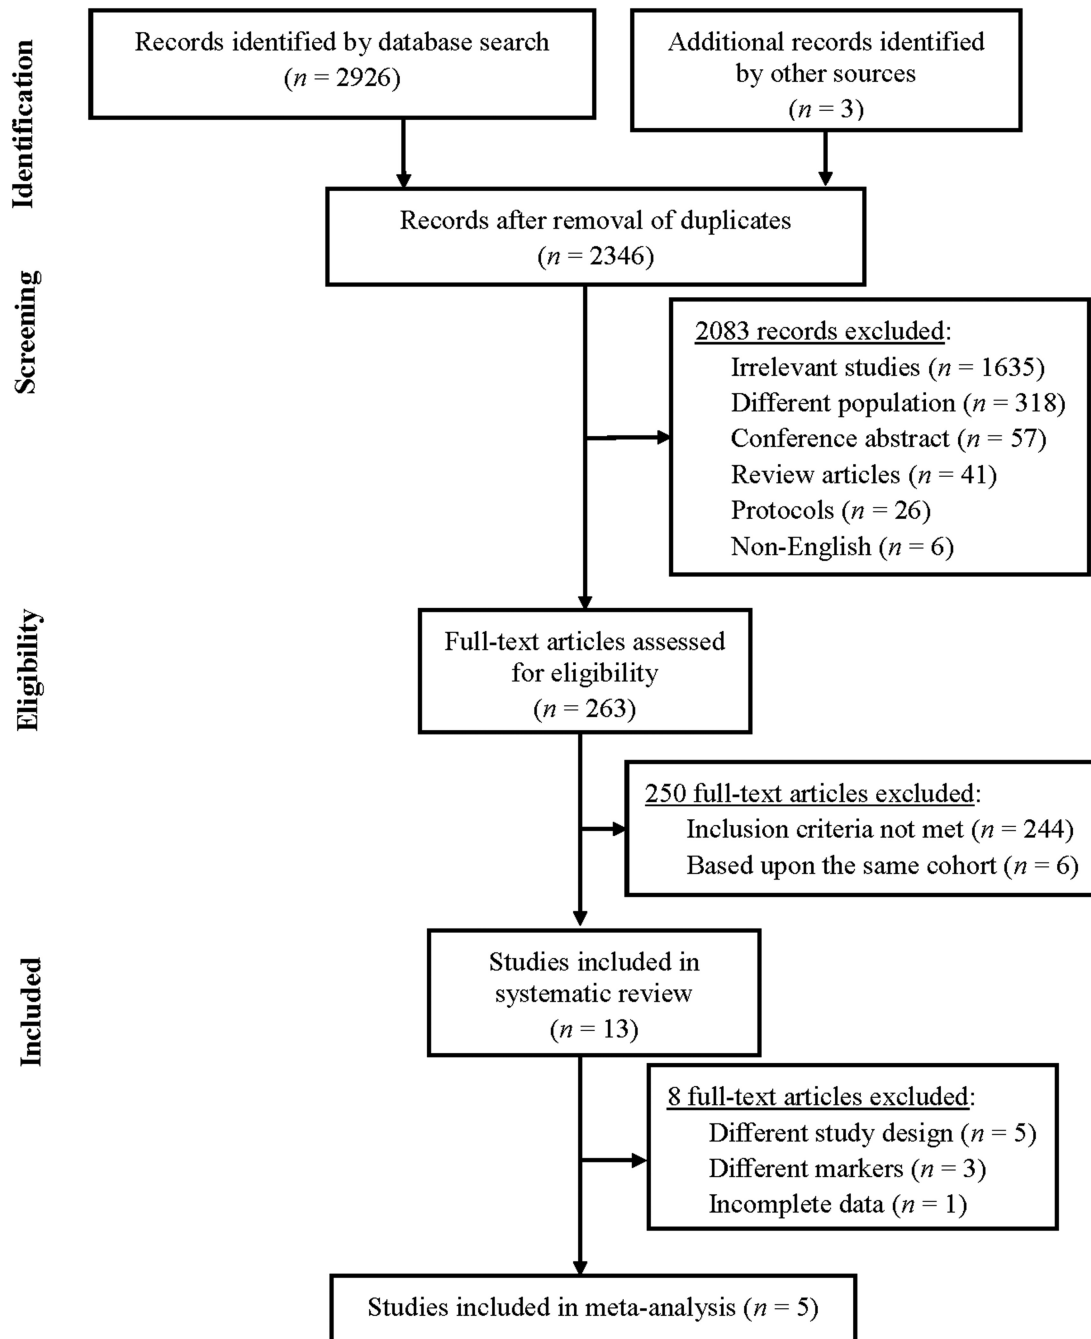 Identification
Records identified by database search
(n = 2926)
Additional records identified
by other sources
(n = 3)
Records after removal of duplicates
(n = 2346)
Screening
2083 records excluded:
Irrelevant studies (n = 1635)
Different population (n = 318)
Conference abstract (n = 57)
Review articles (n = 41)
Protocols (n = 26)
Non-English (n = 6)
Eligibility
Full-text articles assessed
for eligibility
(n = 263)
250 full-text articles excluded:
Inclusion criteria not met (n = 244)
Based upon the same cohort (n = 6)
Included
Studies included in
systematic review
(n = 13)
8 full-text articles excluded:
Different study design (n = 5)
Different markers (n = 3)
Incomplete data (n = 1)
Studies included in meta-analysis (n = 5)